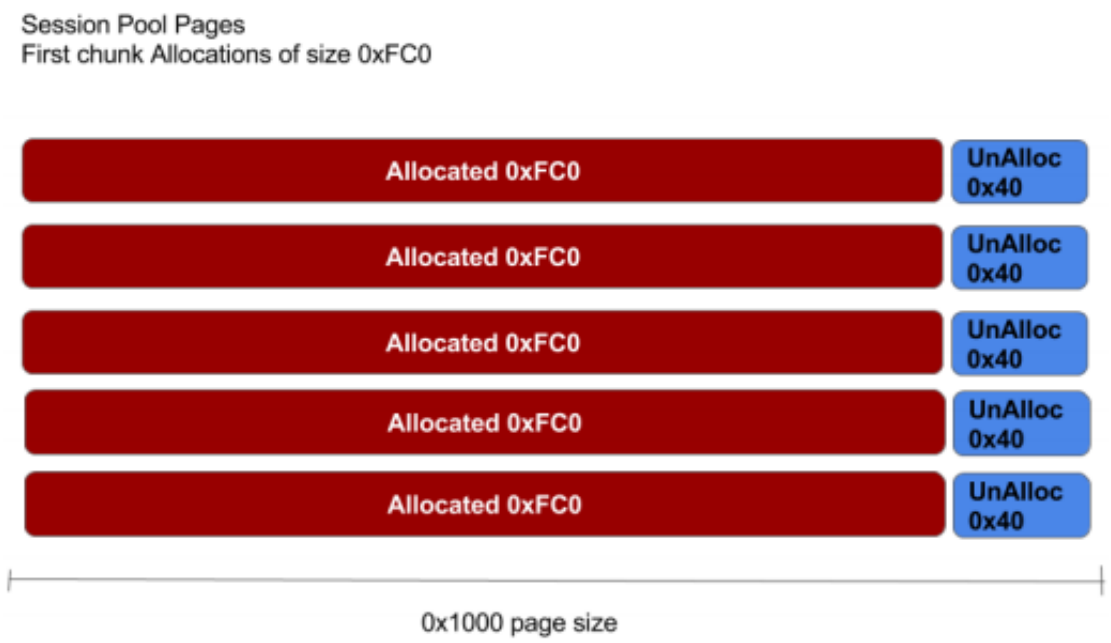 Session Pool Pages
First chunk Allocations of size 0xFC0
Allocated 0xFC0
UnAlloc
0x40
Allocated 0xFC0
UnAlloc
0x40
Allocated 0xFC0
UnAlloc
0x40
Allocated 0xFC0
UnAlloc
0x40
Allocated 0xFC0
UnAlloc
0x40
0x1000 page size